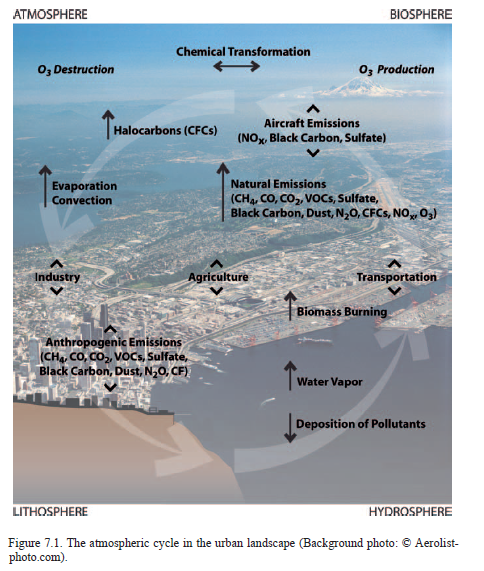 ATMOSPHERE
BIOSPHERE
Chemical Transformation
O3 Destruction
O3 Production
Aircraft Emissions
(NOX, Black Carbon, Sulfate)
Halocarbons (CFCs)
Evaporation
Convection
Natural Emissions
(CH4, CO, CO2, VOCs, Sulfate,
Black Carbon, Dust, N2O, CFCs, NOX, O3)
Industry
Agriculture
Transportation
Biomass Burning
Anthropogenic Emissions
(CH4, CO, CO2, VOCs, Sulfate,
Black Carbon, Dust, N2O, CF)
Water Vapor
Deposition of Pollutants
LITHOSPHERE
HYDROSPHERE
Figure 7.1. The atmospheric cycle in the urban landscape (Background photo: © Aerolist-
photo.com).